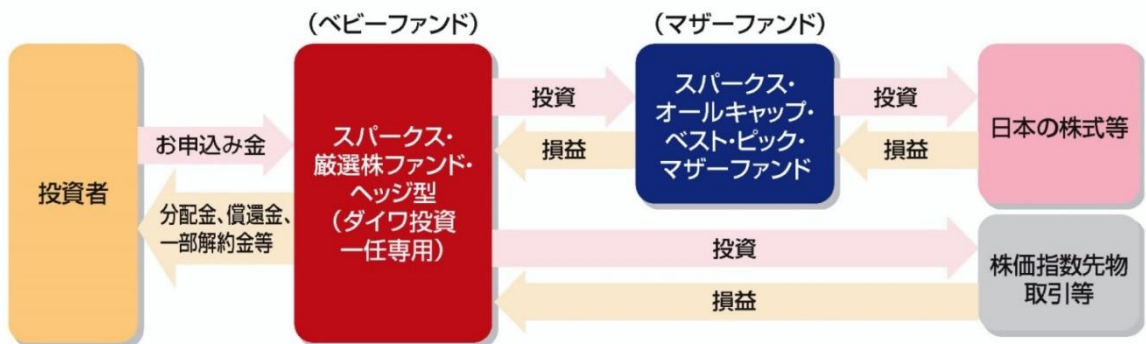 (ベビーファンド)
(マザーファンド)
投資者
お申込み金
分配金、償還金、
一部解約金等
スパークス・
厳選株ファンド・
ヘッジ型
(ダイワ投資
一任専用)
投資
損益
スパークス・
オールキャップ・
ベスト・ピック・
マザーファンド
投資
損益
日本の株式等
投資
損益
株価指数先物
取引等